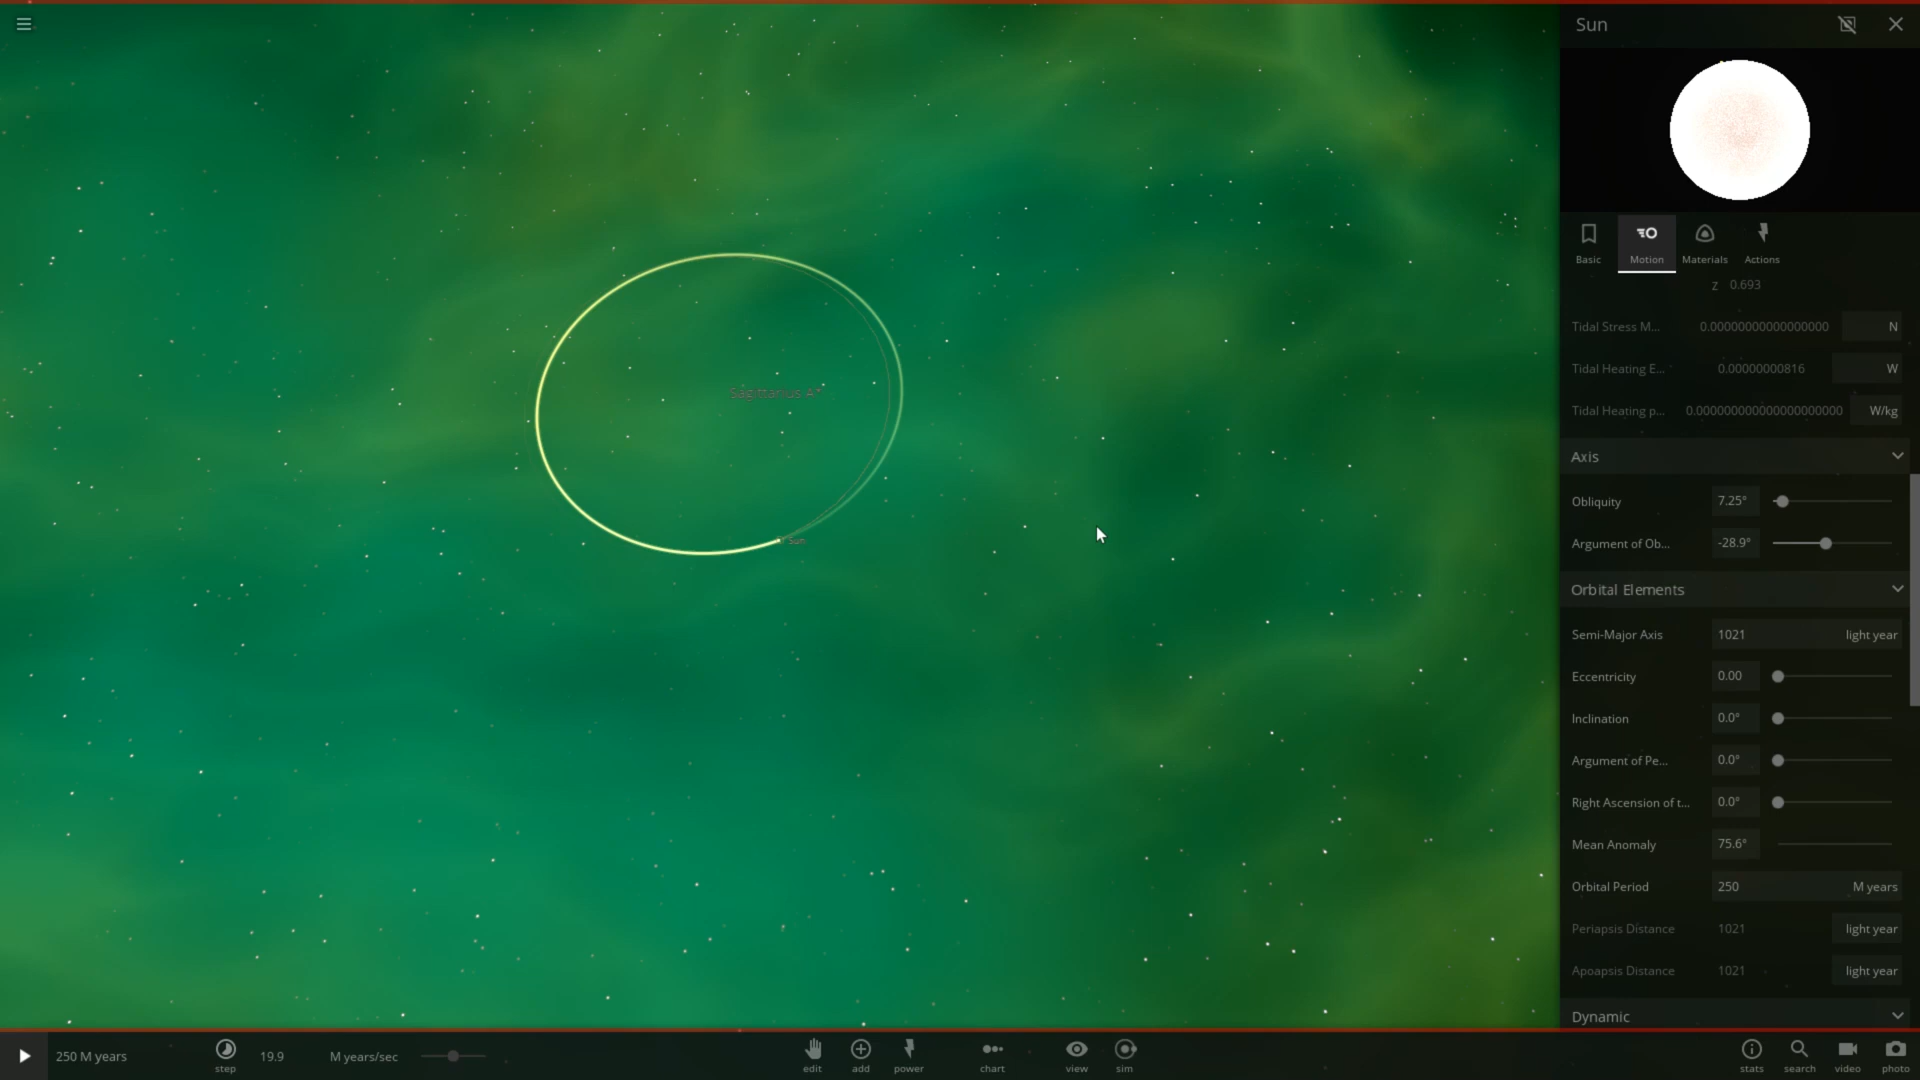 Sun
Basic
Motion
Materials
Actions
Z 0.693
Tidal Stress M... 0.00000000000000000 N
Tidal Heating E... 0.00000000816 W
Tidal Heating p... 0.000000000000000000000 W/kg
Axis
Obliquity 7.25°
Argument of Ob... -28.9°
Orbital Elements
Semi-Major Axis 1021 light year
Eccentricity 0.00
Inclination 0.0°
Argument of Pe... 0.0°
Right Ascension of t... 0.0°
Mean Anomaly 75.6°
Orbital Period 250 M years
Periapsis Distance 1021 light year
Apoapsis Distance 1021 light year
Dynamic
Sagittarius A*
Sun
250 M years
step
19.9 M years/sec
edit
add
power
chart
view
sim
stats
search
video
photo